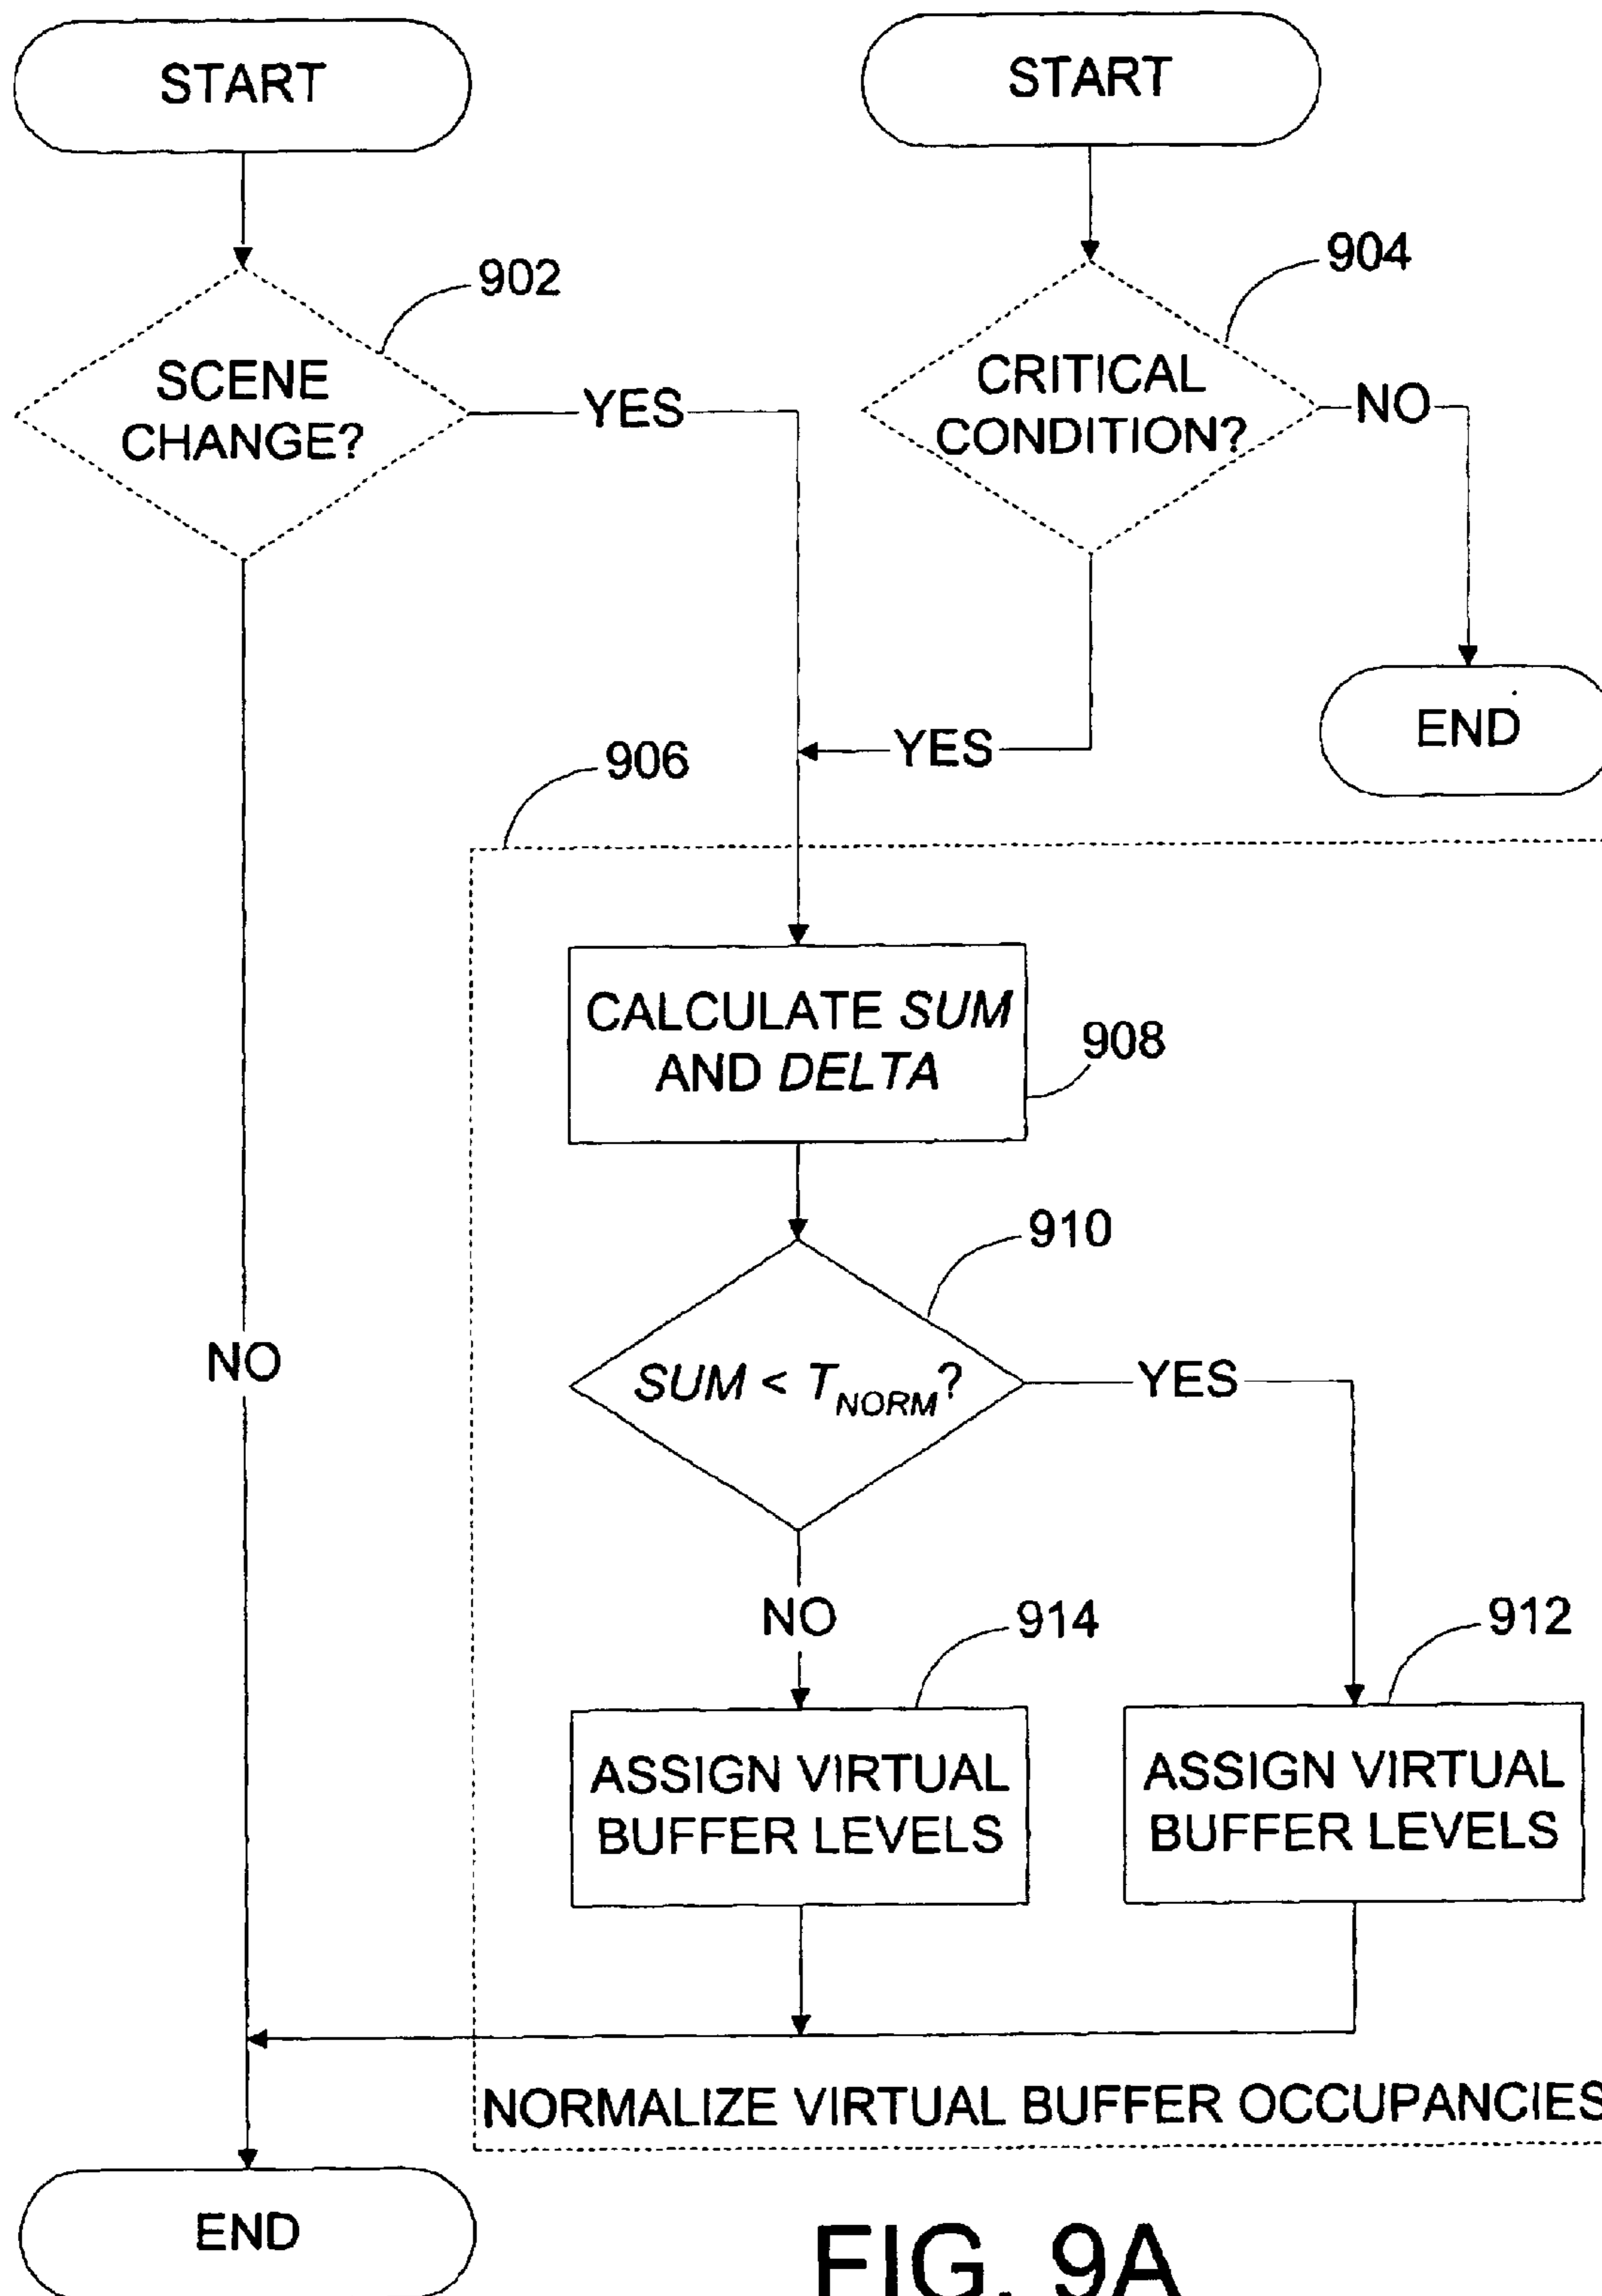 START
START
902
904
SCENE
CHANGE?
YES
CRITICAL
CONDITION?
NO
END
YES
906
CALCULATE SUM
AND DELTA
908
910
SUM < T_NORM?
YES
NO
NO
914
912
ASSIGN VIRTUAL
BUFFER LEVELS
ASSIGN VIRTUAL
BUFFER LEVELS
NORMALIZE VIRTUAL BUFFER OCCUPANCIES
END
FIG. 9A